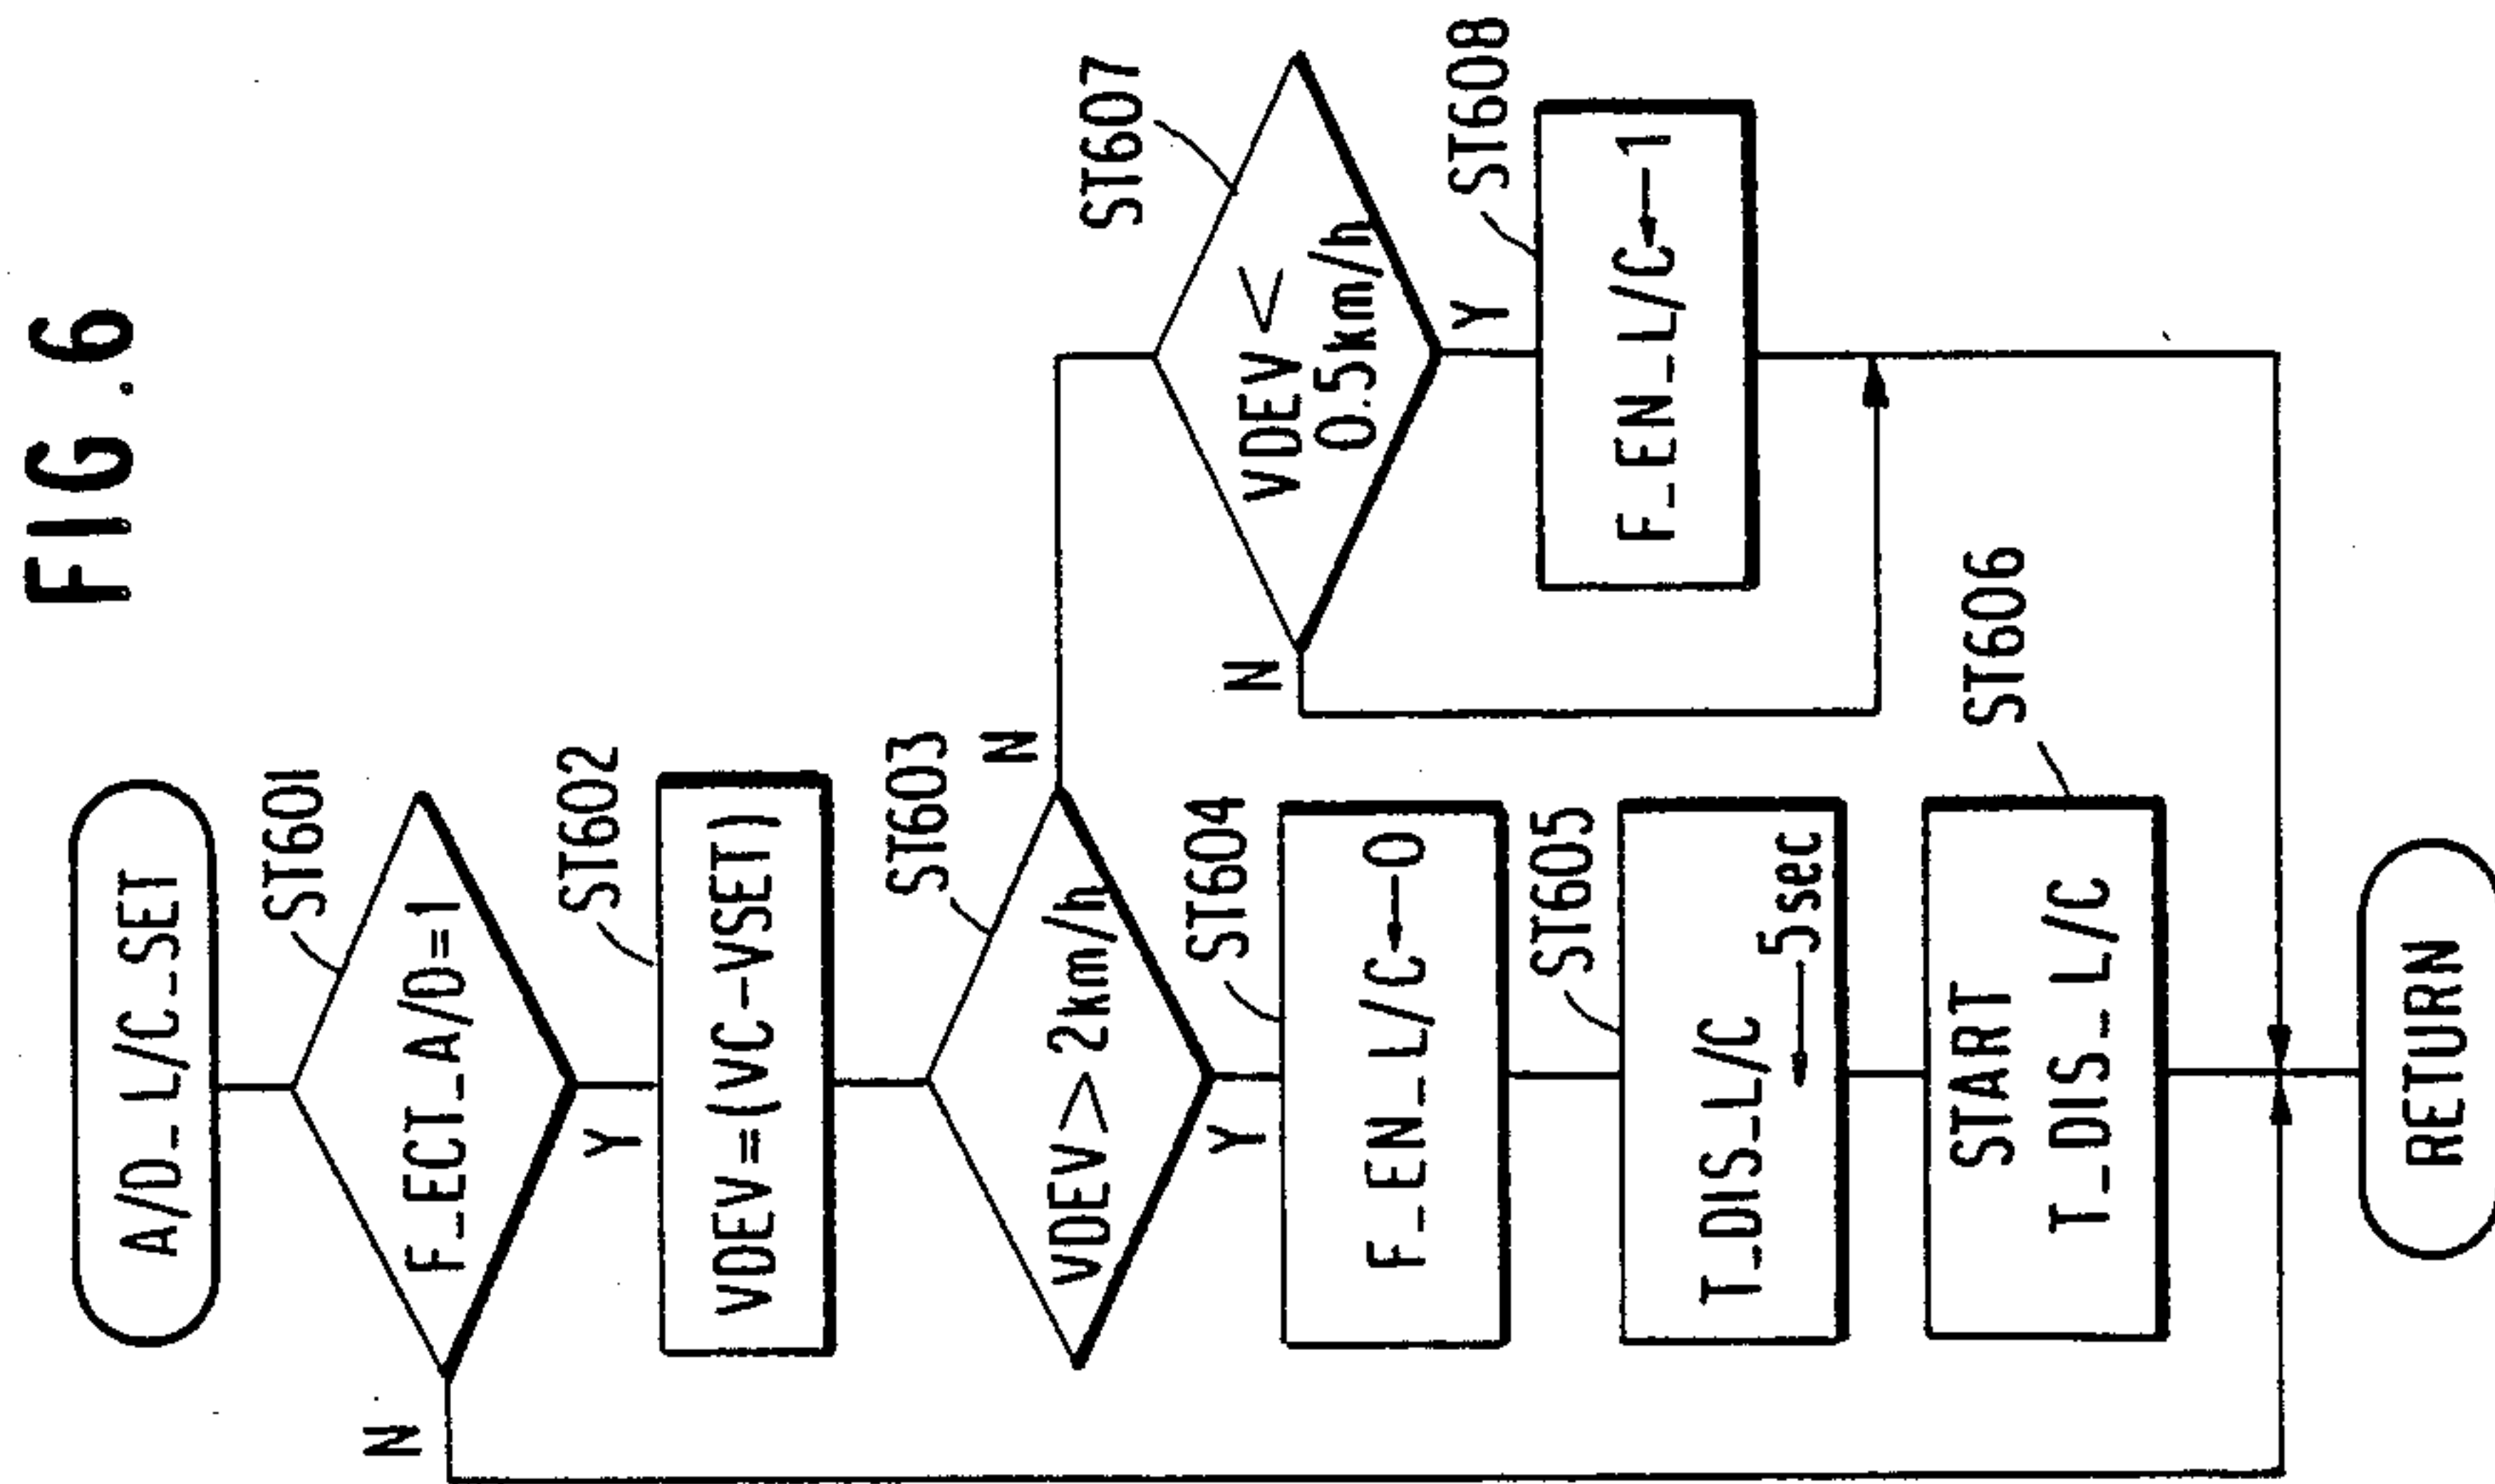 FIG.6
A/D_L/C_SET
ST601
F_ECT_A/D=1
N
Y
ST602
VDEV=(VC-VSET)
ST603
VDEV>2km/h
N
Y
ST604
F_EN_L/C←0
ST605
T_DIS_L/C
← 5sec
ST606
START
T_DIS_L/C
ST607
VDEV<
0.5km/h
N
Y
ST608
F_EN_L/C←1
RETURN